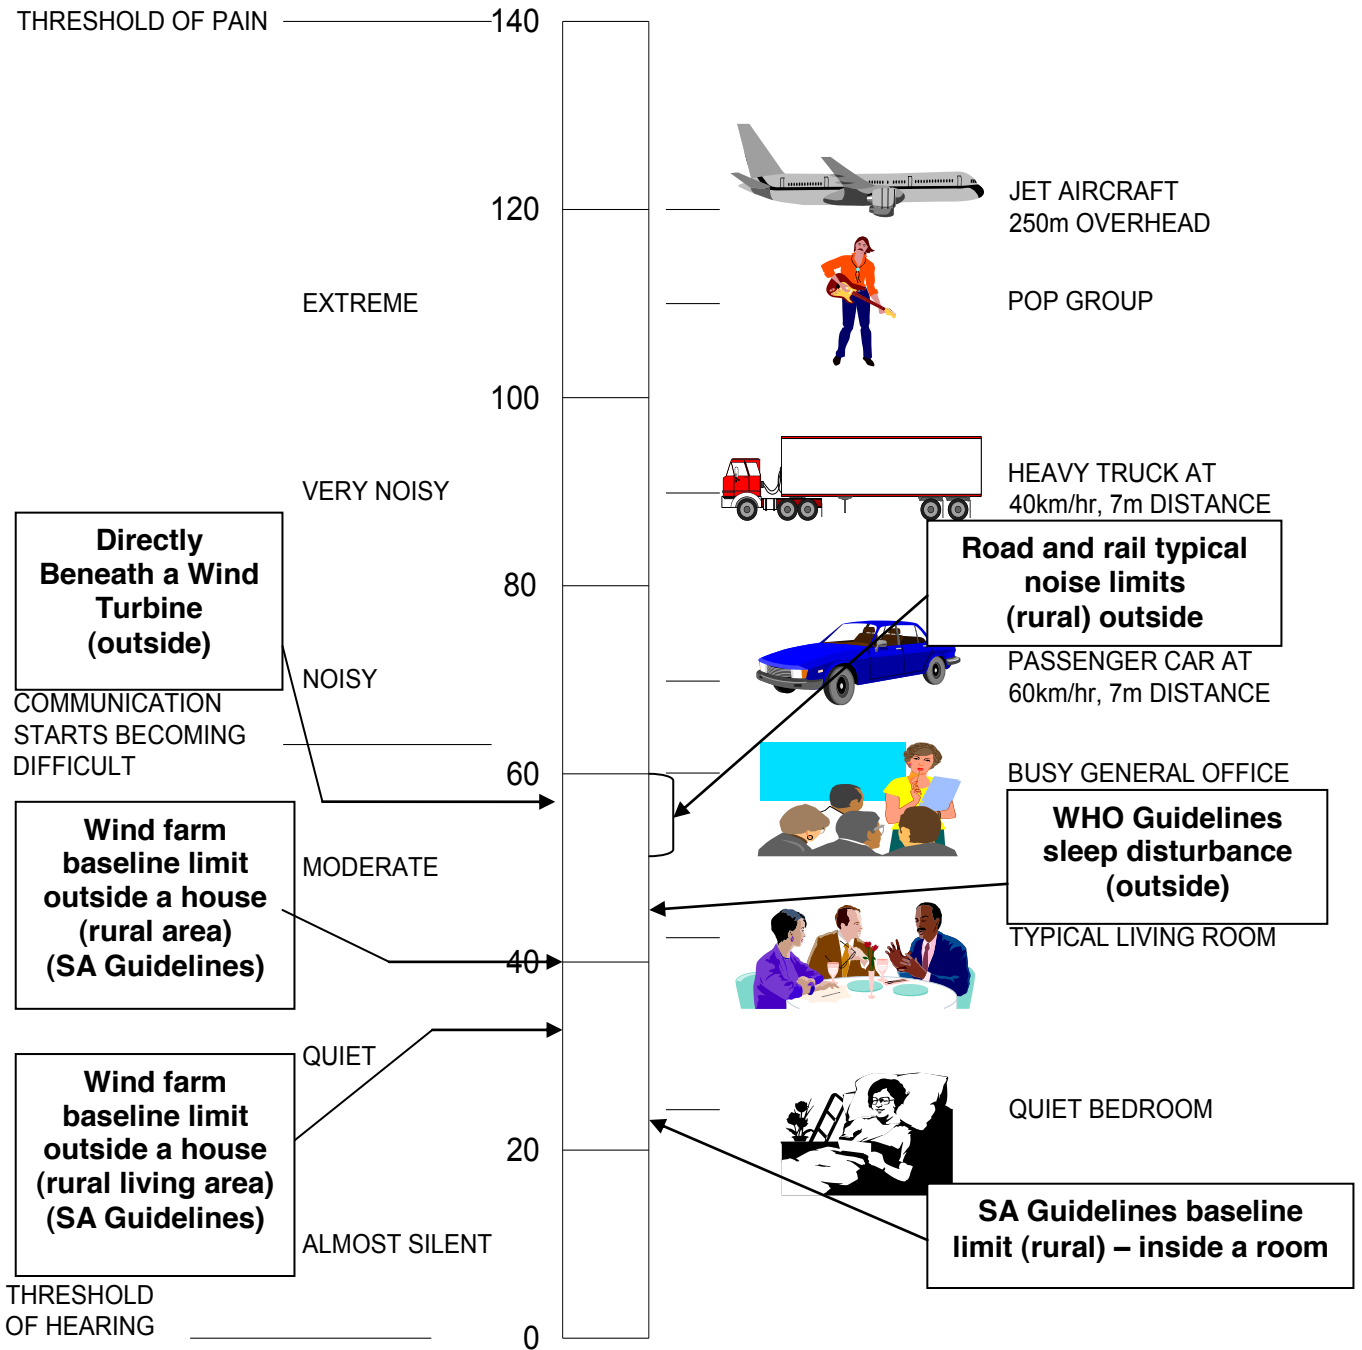 THRESHOLD OF PAIN
140
JET AIRCRAFT
250m OVERHEAD
120
EXTREME
POP GROUP
100
HEAVY TRUCK AT
40km/hr, 7m DISTANCE
VERY NOISY
Directly
Beneath a Wind
Turbine
(outside)
Road and rail typical
noise limits
(rural) outside
80
NOISY
PASSENGER CAR AT
60km/hr, 7m DISTANCE
COMMUNICATION
STARTS BECOMING
DIFFICULT
60
BUSY GENERAL OFFICE
Wind farm
baseline limit
outside a house
(rural area)
(SA Guidelines)
MODERATE
WHO Guidelines
sleep disturbance
(outside)
TYPICAL LIVING ROOM
40
QUIET
Wind farm
baseline limit
outside a house
(rural living area)
(SA Guidelines)
QUIET BEDROOM
20
SA Guidelines baseline
limit (rural) – inside a room
ALMOST SILENT
THRESHOLD
OF HEARING
0